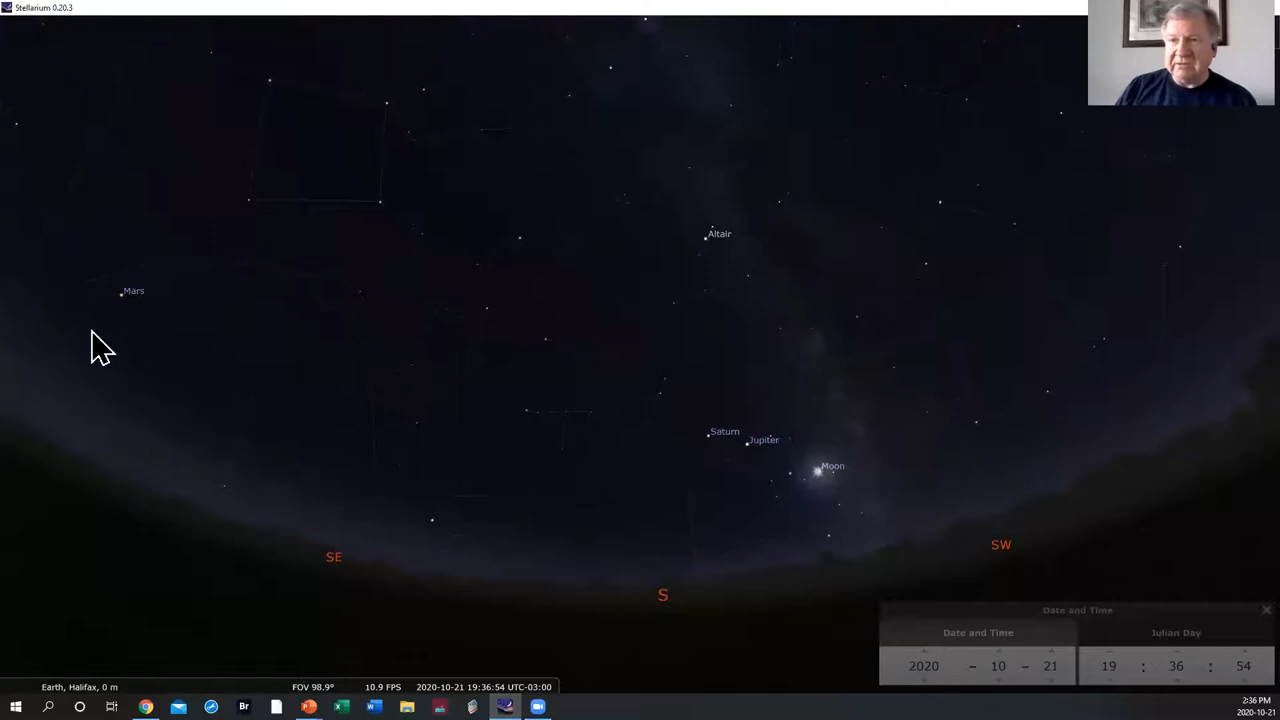 Stellarium 0.20.3
Altair
Mars
Saturn
Jupiter
Moon
SE
SW
S
Date and Time
Date and Time
Julian Day
2020 - 10 - 21
19 : 36 : 54
Earth, Halifax, 0 m
FOV 98.9°
10.9 FPS
2020-10-21 19:36:54 UTC-03:00
Br
2:36 PM
2020-10-21